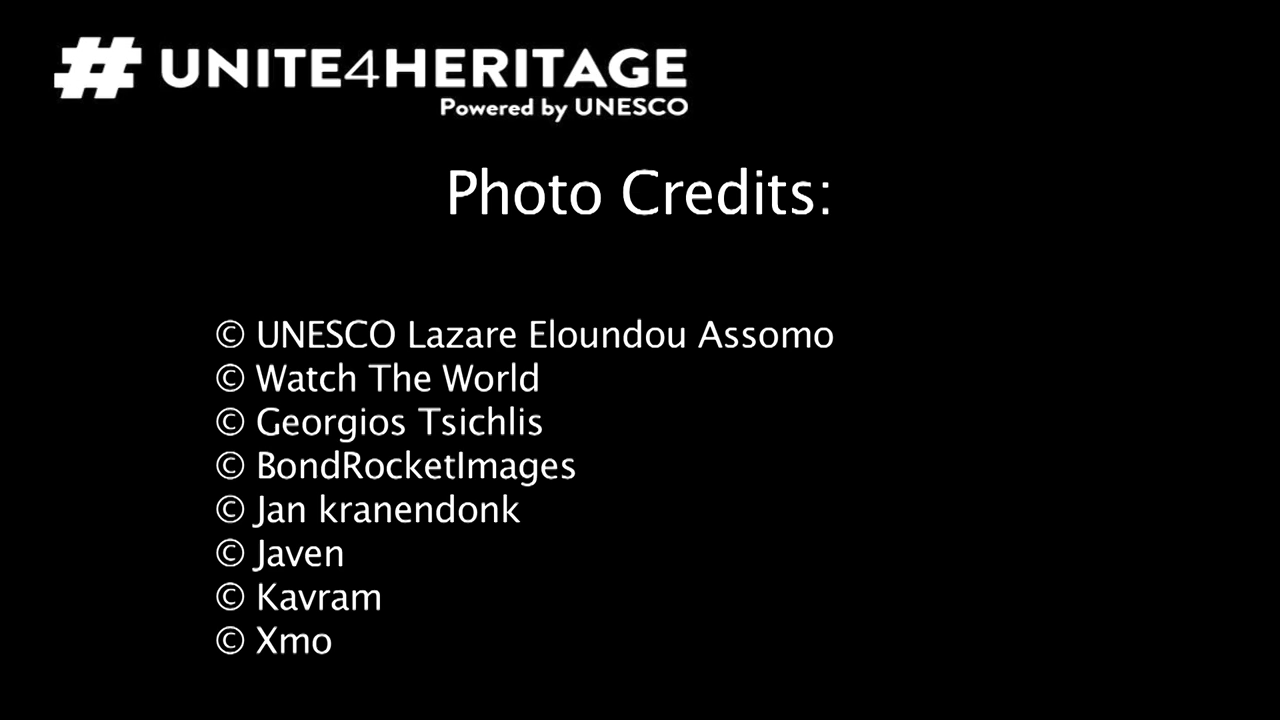 # UNITE4HERITAGE
Powered by UNESCO
Photo Credits:
© UNESCO Lazare Eloundou Assomo
© Watch The World
© Georgios Tsichlis
© BondRocketImages
© Jan kranendonk
© Javen
© Kavram
© Xmo